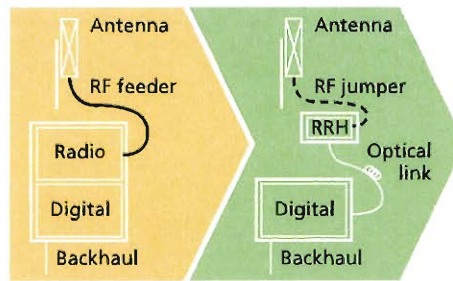 Antenna
RF feeder
Radio
Digital
Backhaul
Antenna
RF jumper
RRH
Optical
link
Digital
Backhaul